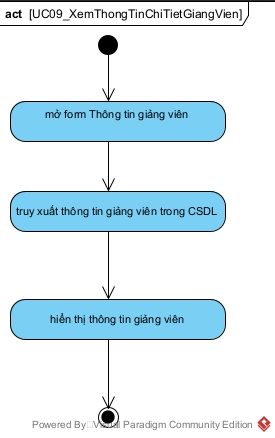 act [UC09_XemThongTinChiTietGiangVien]
mở form Thông tin giảng viên
truy xuất thông tin giảng viên trong CSDL
hiển thị thông tin giảng viên
Powered By Visual Paradigm Community Edition